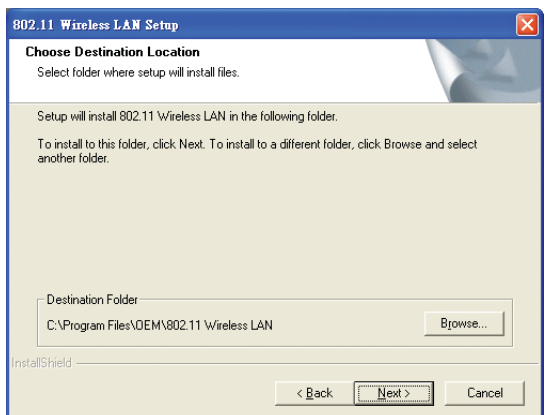 802.11 Wireless LAN Setup
Choose Destination Location
Select folder where setup will install files.
Setup will install 802.11 Wireless LAN in the following folder.
To install to this folder, click Next. To install to a different folder, click Browse and select
another folder.
Destination Folder
C:\Program Files\OEM\802.11 Wireless LAN
Browse...
InstallShield
< Back
Next >
Cancel